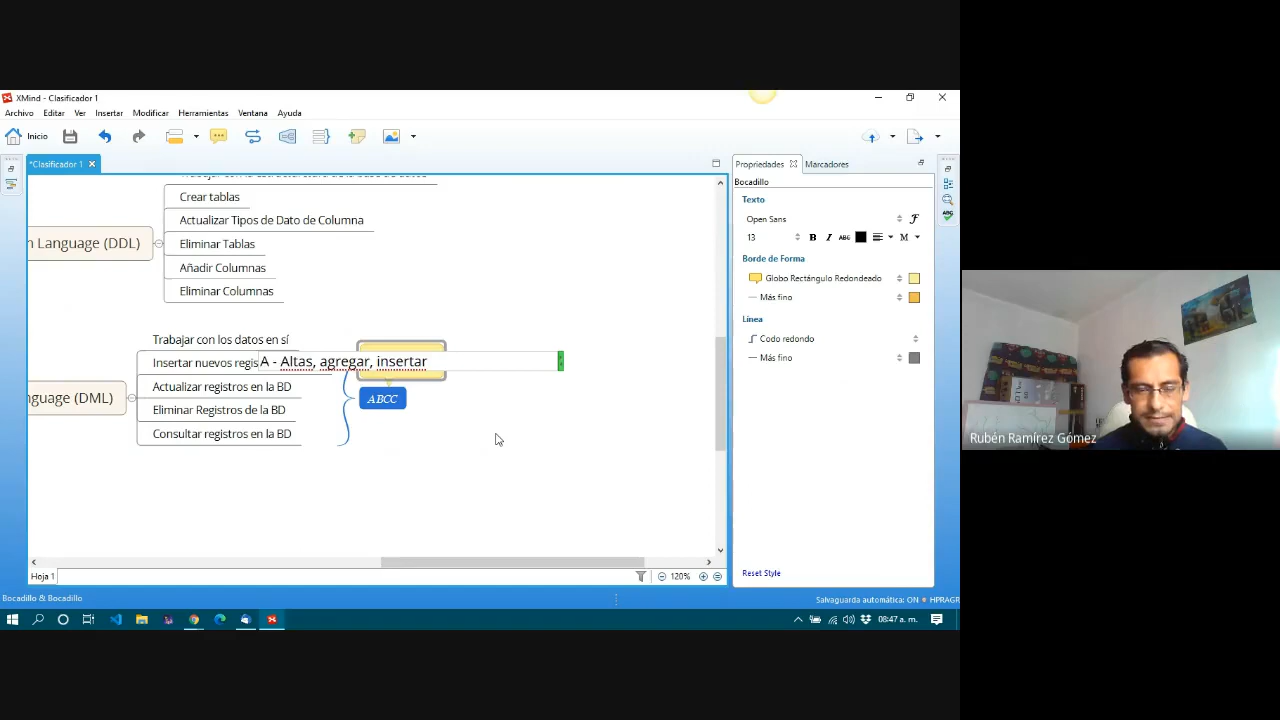 XMind - Clasificador 1
Archivo Editar Ver Insertar Modificar Herramientas Ventana Ayuda
Inicio
*Clasificador 1
Propiedades Marcadores
Bocadillo
Texto
Open Sans
13
B I ABC M
Borde de Forma
Globo Rectángulo Redondeado
Más fino
Línea
Codo redondo
Más fino
Reset Style
Crear tablas
Actualizar Tipos de Dato de Columna
n Language (DDL)
Eliminar Tablas
Añadir Columnas
Eliminar Columnas
Trabajar con los datos en sí
Insertar nuevos regis
A - Altas, agregar, insertar
Actualizar registros en la BD
nguage (DML)
ABCC
Eliminar Registros de la BD
Consultar registros en la BD
Hoja 1
120%
Bocadillo & Bocadillo
Salvaguarda automática: ON HPRAGR
08:47 a. m.
Rubén Ramírez Gómez